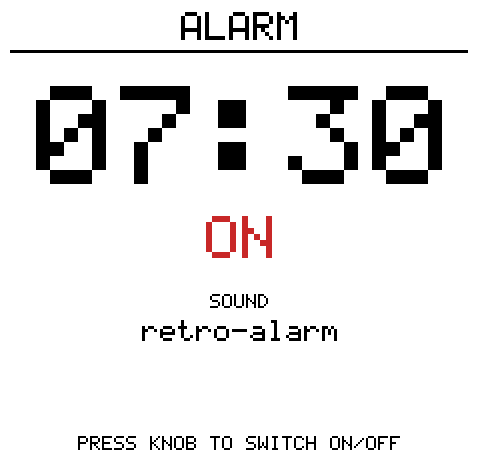 ALARM
07:30
ON
SOUND
retro-alarm
PRESS KNOB TO SWITCH ON/OFF